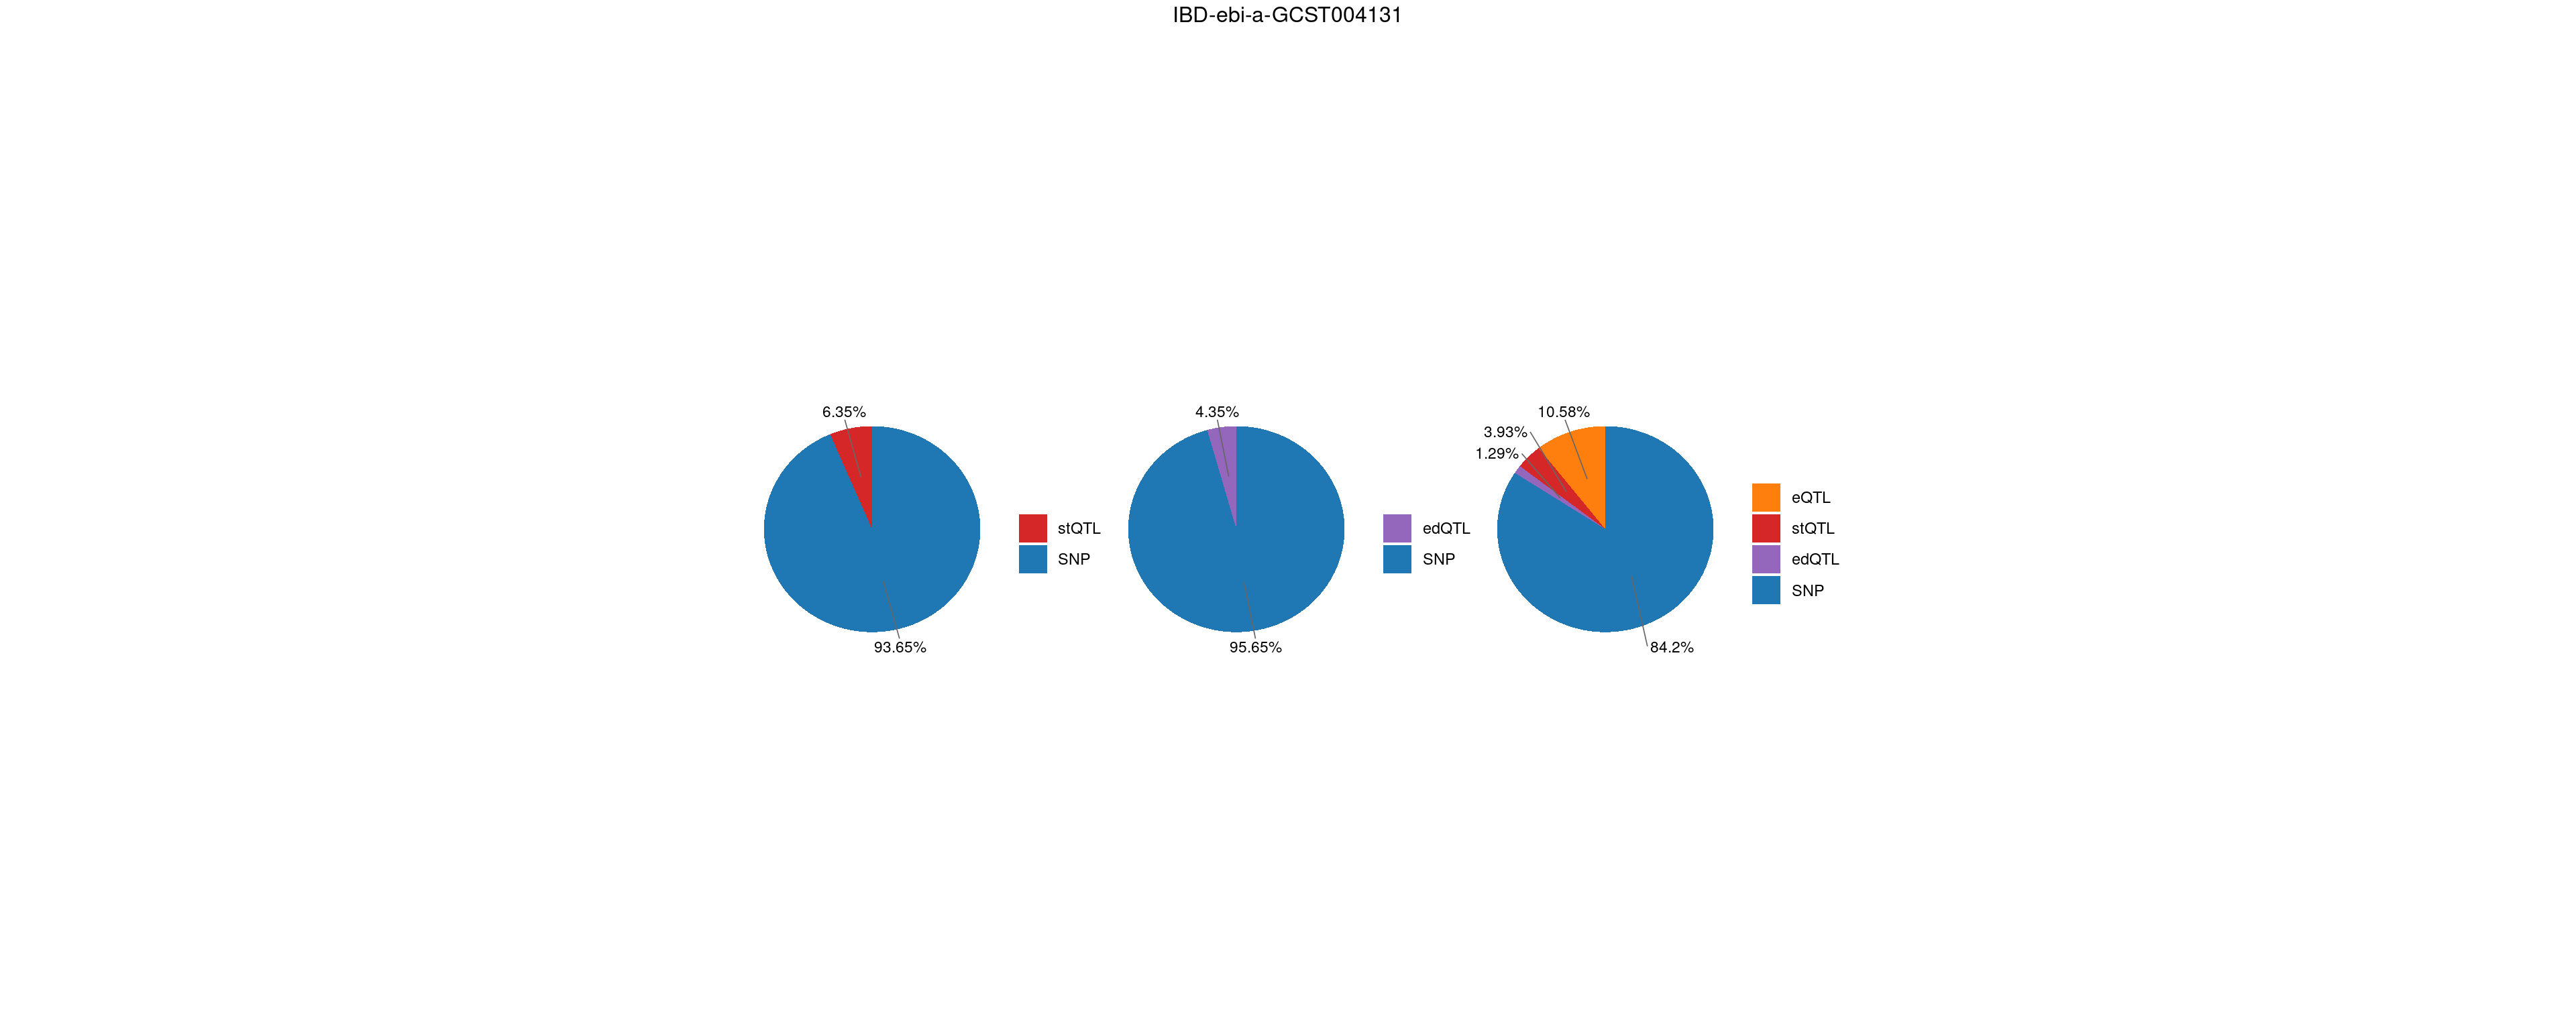 IBD-ebi-a-GCST004131
6.35%
93.65%
stQTL
SNP
4.35%
95.65%
edQTL
SNP
10.58%
3.93%
1.29%
84.2%
eQTL
stQTL
edQTL
SNP